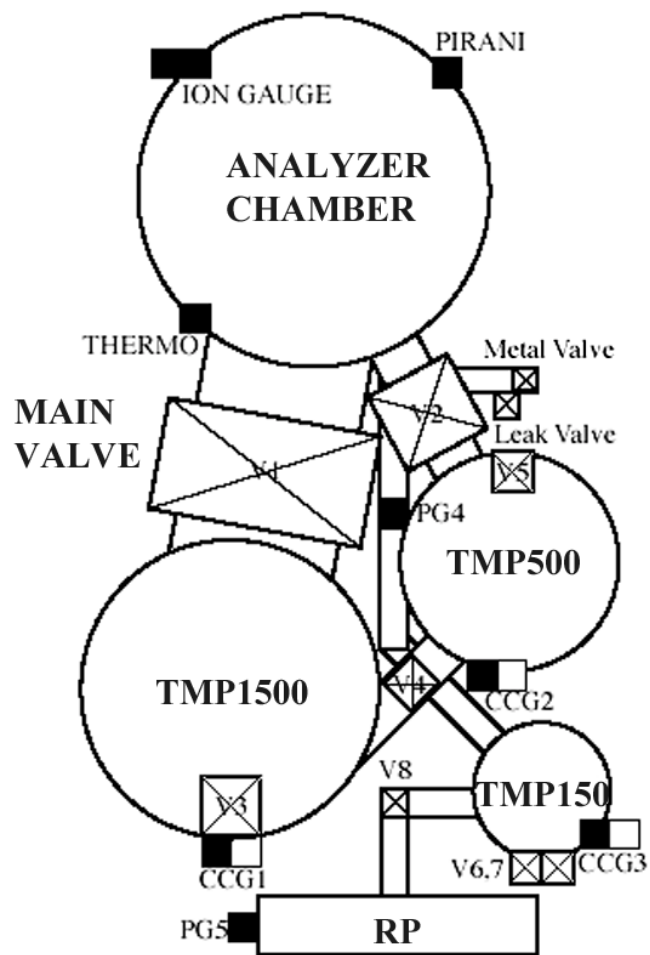 PIRANI
ION GAUGE
ANALYZER
CHAMBER
THERMO
Metal Valve
MAIN
VALVE
V2
Leak Valve
V1
V5
PG4
TMP500
TMP1500
V4
CCG2
V8
V3
TMP150
CCG1
V6,7
CCG3
PG5
RP